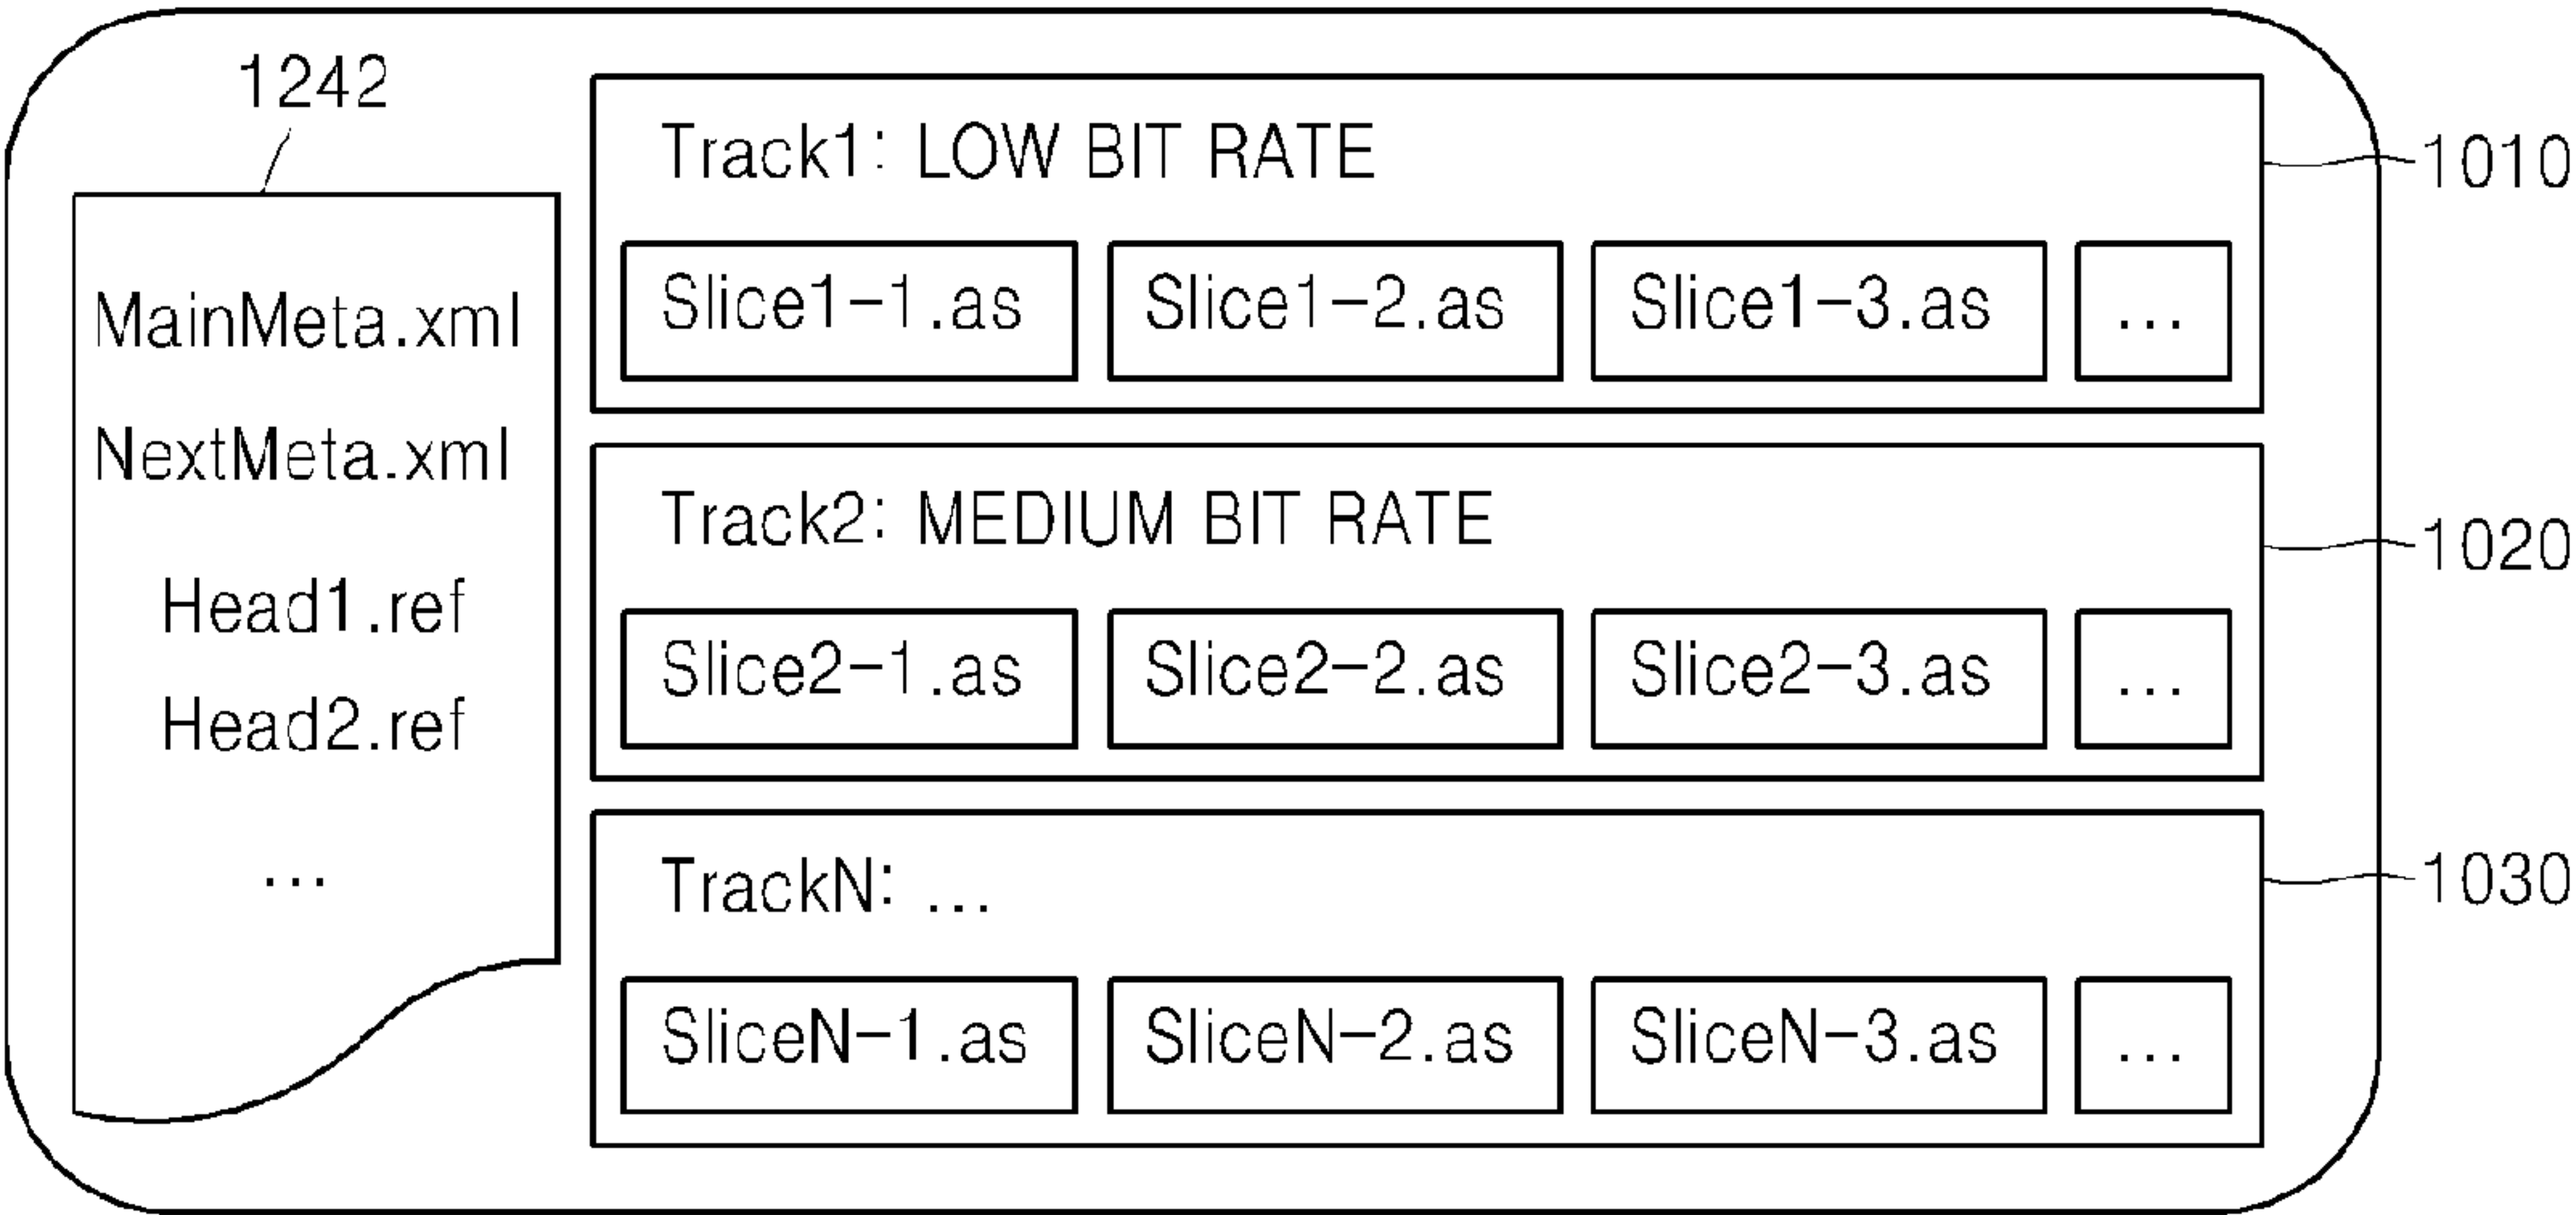 1242
MainMeta.xml
NextMeta.xml
Head1.ref
Head2.ref
...
Track1: LOW BIT RATE
1010
Slice1-1.as
Slice1-2.as
Slice1-3.as
...
Track2: MEDIUM BIT RATE
1020
Slice2-1.as
Slice2-2.as
Slice2-3.as
...
TrackN: ...
1030
SliceN-1.as
SliceN-2.as
SliceN-3.as
...